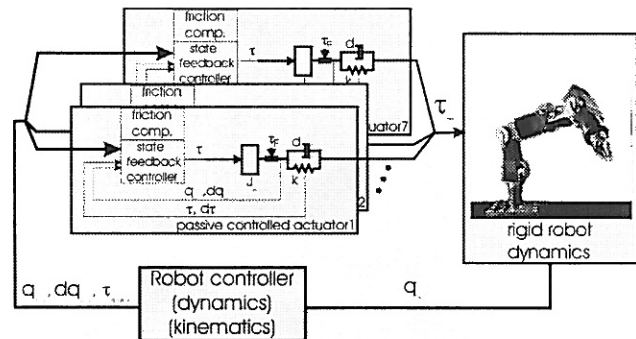 friction
comp.
state
feedback
controller
τ
τF
d
k
actuator7
friction
friction
comp.
state
feedback
controller
τ
τF
d
J
k
q ,dq
τ, dτ
passive controlled actuator1
2
τ
rigid robot
dynamics
q , dq , τ
Robot controller
(dynamics)
(kinematics)
q